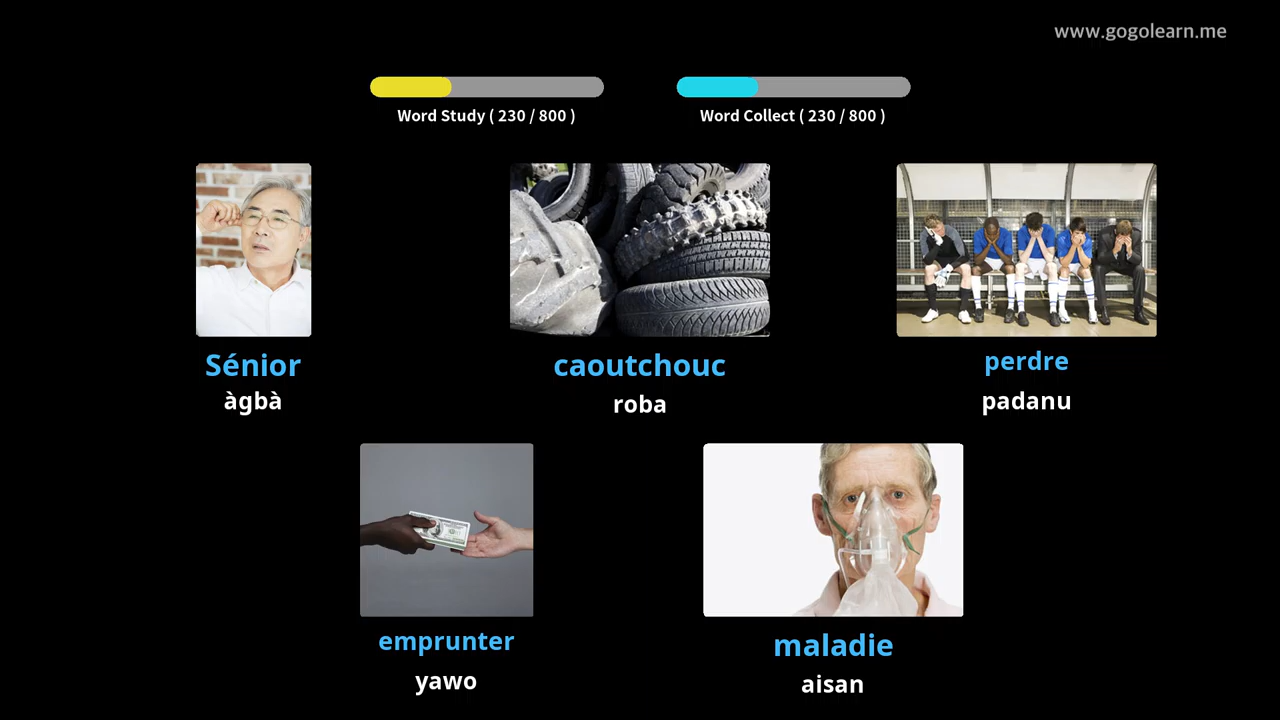 www.gogolearn.me
Word Study ( 230 / 800 )
Word Collect ( 230 / 800 )
Sénior
àgbà
caoutchouc
roba
perdre
padanu
emprunter
yawo
maladie
aisan